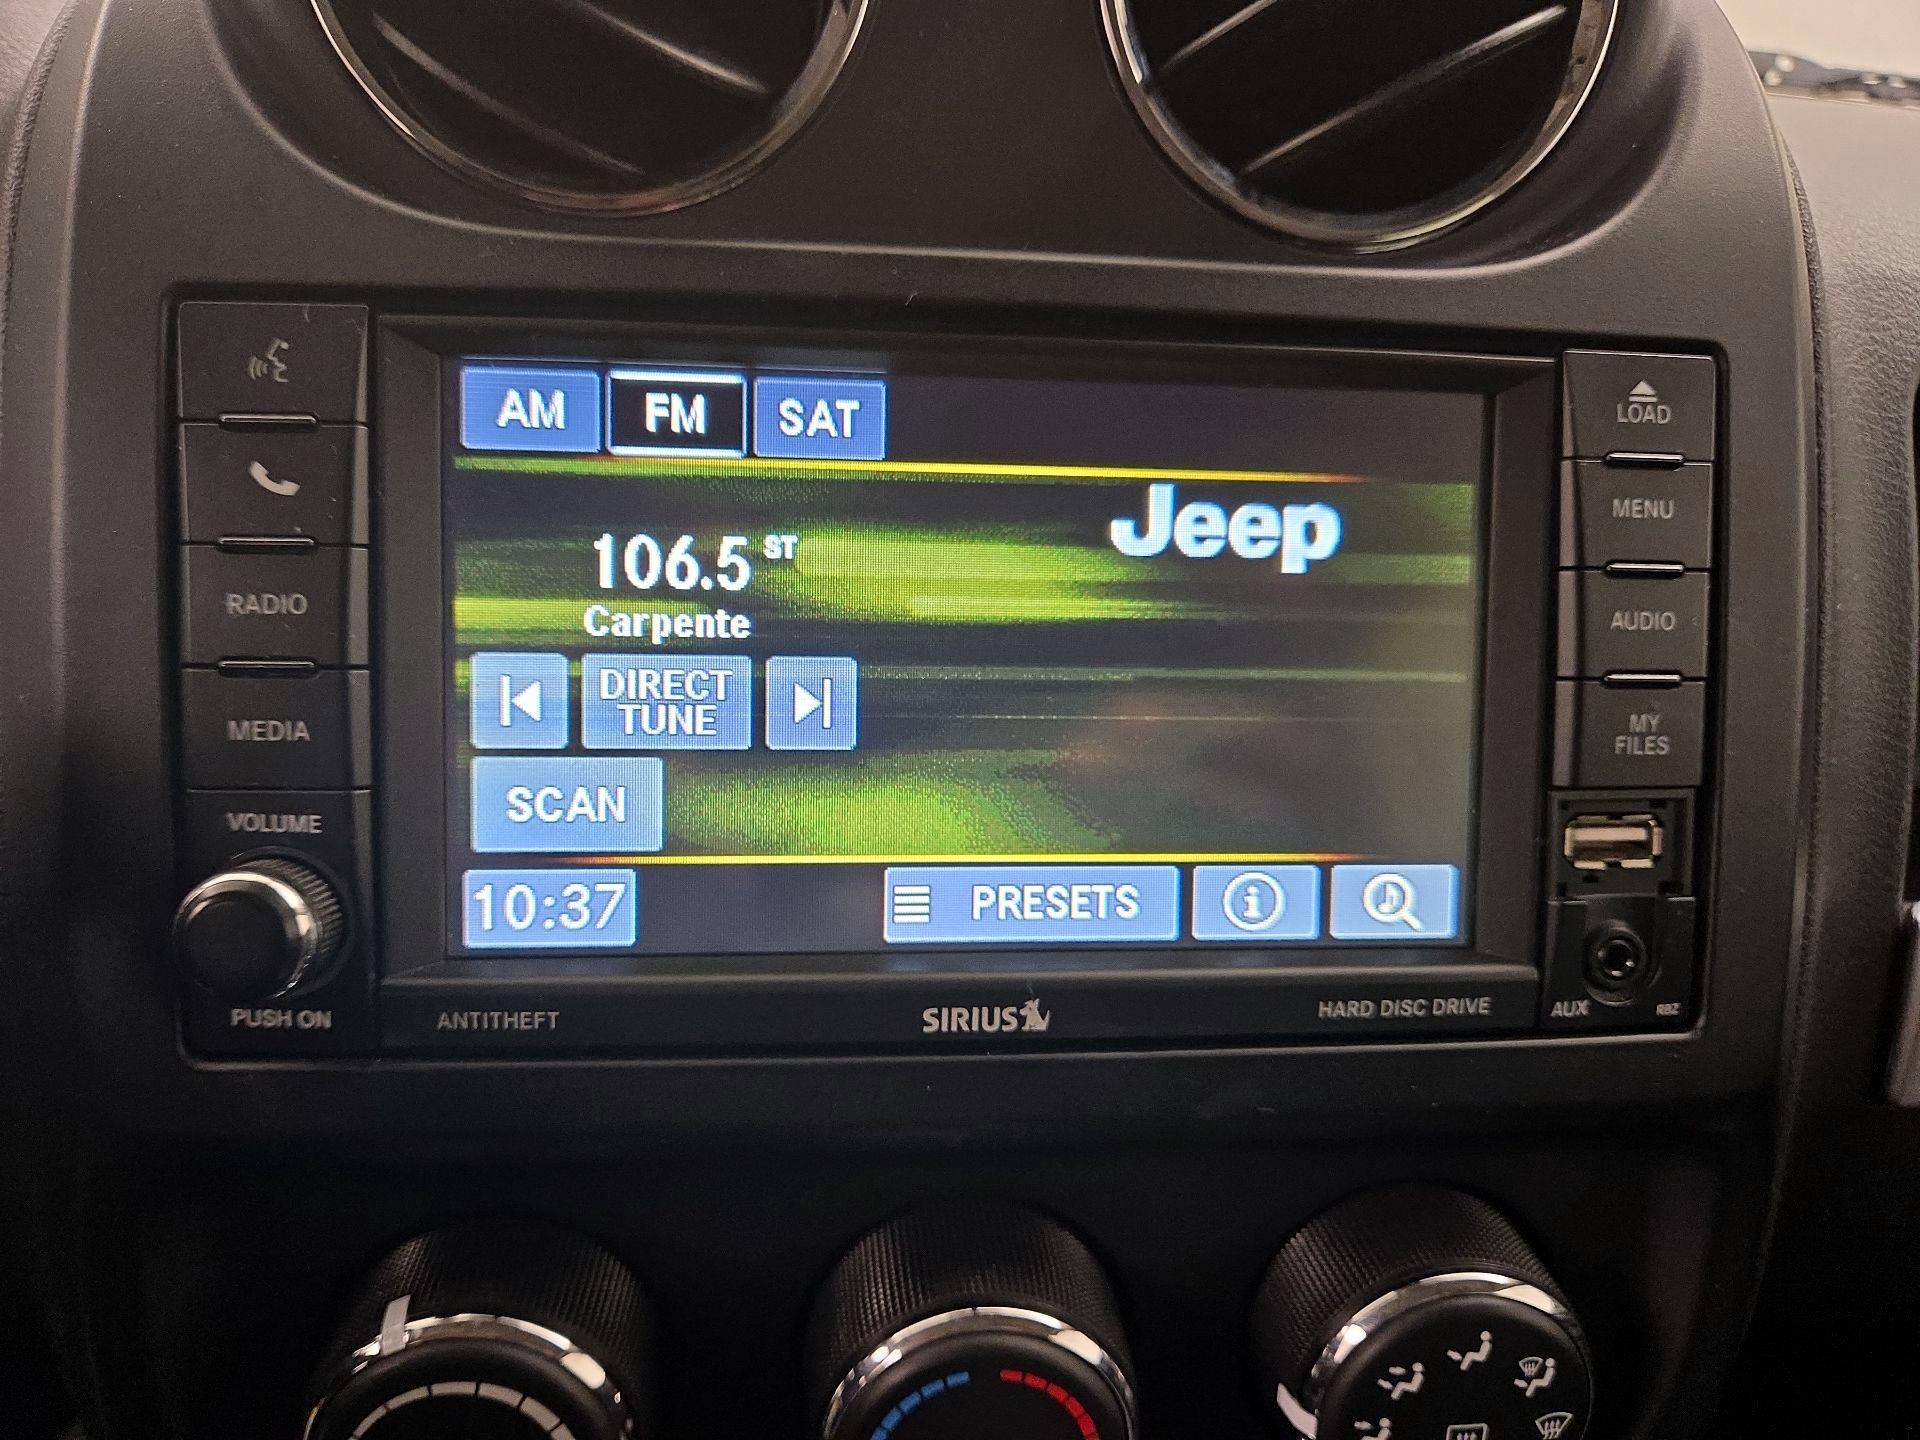 AM FM SAT
Jeep
106.5 ST
Carpente
DIRECT
TUNE
SCAN
10:37
PRESETS
RADIO
MEDIA
VOLUME
PUSH ON
ANTITHEFT
SIRIUS
HARD DISC DRIVE
LOAD
MENU
AUDIO
MY
FILES
AUX
RBZ